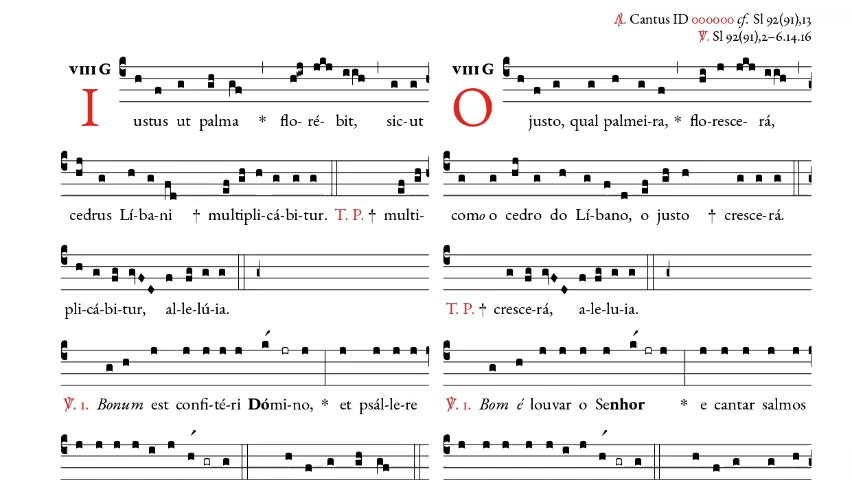 ℟. Cantus ID 000000 cf. Sl 92(91),13
℣. Sl 92(91),2–6.14.16
VIII G
Iustus ut palma * flo-ré-bit, sic-ut
cedrus Lí-ba-ni † multipli-cá-bi-tur. T. P. † multi-
pli-cá-bi-tur, al-le-lú-ia.
℣. 1. Bonum est confi-té-ri Dómi-no, * et psál-le-re
VIII G
O justo, qual palmei-ra, * floresce-rá,
como o cedro do Lí-bano, o justo † cresce-rá.
T. P. † cresce-rá, a-le-lu-ia.
℣. 1. Bom é louvar o Senhor * e cantar salmos